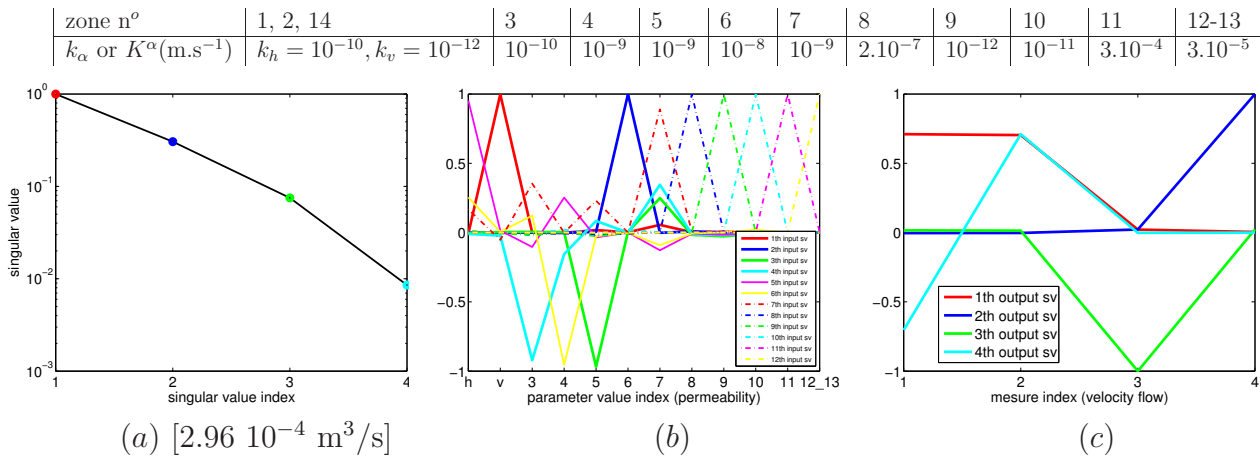 zone nº 1, 2, 14 3 4 5 6 7 8 9 10 11 12-13
kα or Kᵅ(m.s⁻¹) kₕ = 10⁻¹⁰, kᵥ = 10⁻¹² 10⁻¹⁰ 10⁻⁹ 10⁻⁹ 10⁻⁸ 10⁻⁹ 2.10⁻⁷ 10⁻¹² 10⁻¹¹ 3.10⁻⁴ 3.10⁻⁵
singular value
10⁰
10⁻¹
10⁻²
10⁻³
1 2 3 4
singular value index
(a) [2.96 10⁻⁴ m³/s]
1
0.5
0
−0.5
−1
h v 3 4 5 6 7 8 9 10 11 12_13
parameter value index (permeability)
1th input sv
2th input sv
3th input sv
4th input sv
5th input sv
6th input sv
7th input sv
8th input sv
9th input sv
10th input sv
11th input sv
12th input sv
(b)
1
0.5
0
−0.5
−1
1 2 3 4
mesure index (velocity flow)
1th output sv
2th output sv
3th output sv
4th output sv
(c)